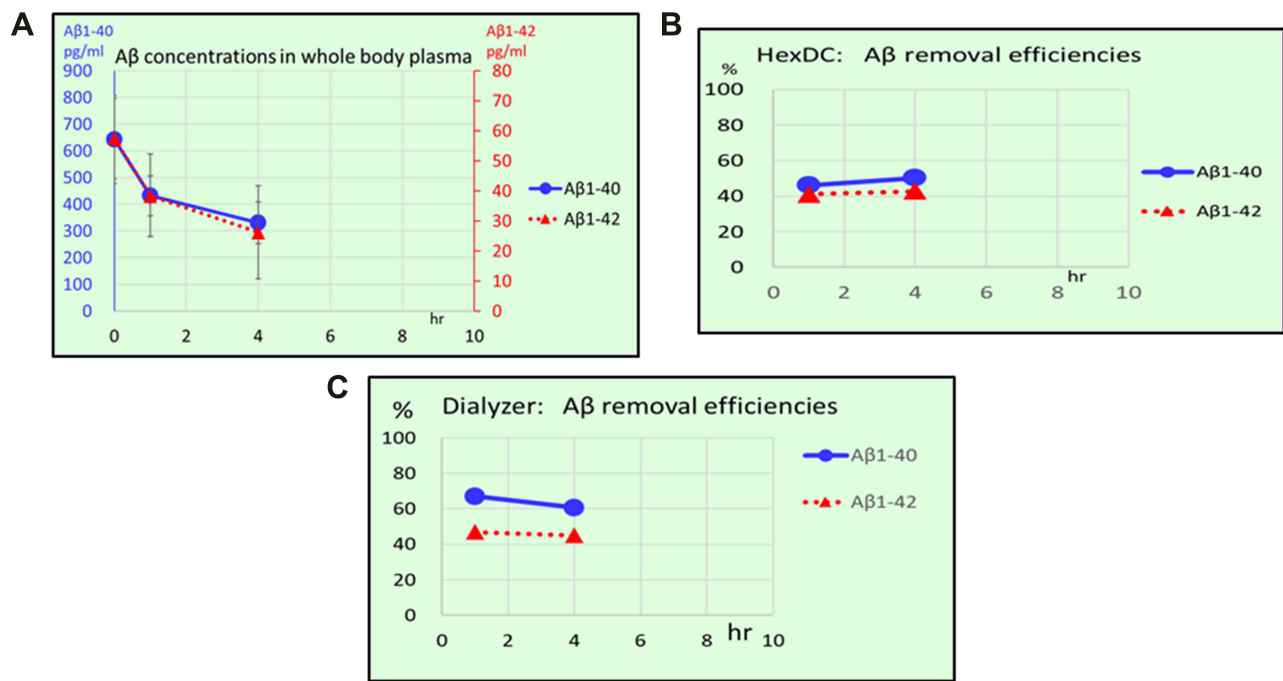 A
Aβ1-40
pg/ml
Aβ1-42
pg/ml
Aβ concentrations in whole body plasma
900
800
700
600
500
400
300
200
100
0
80
70
60
50
40
30
20
10
0
0
2
4
6
8
10
hr
Aβ1-40
Aβ1-42
B
HexDC: Aβ removal efficiencies
%
100
80
60
40
20
0
0
2
4
6
8
10
hr
Aβ1-40
Aβ1-42
C
Dialyzer: Aβ removal efficiencies
%
100
80
60
40
20
0
0
2
4
6
8
10
hr
Aβ1-40
Aβ1-42